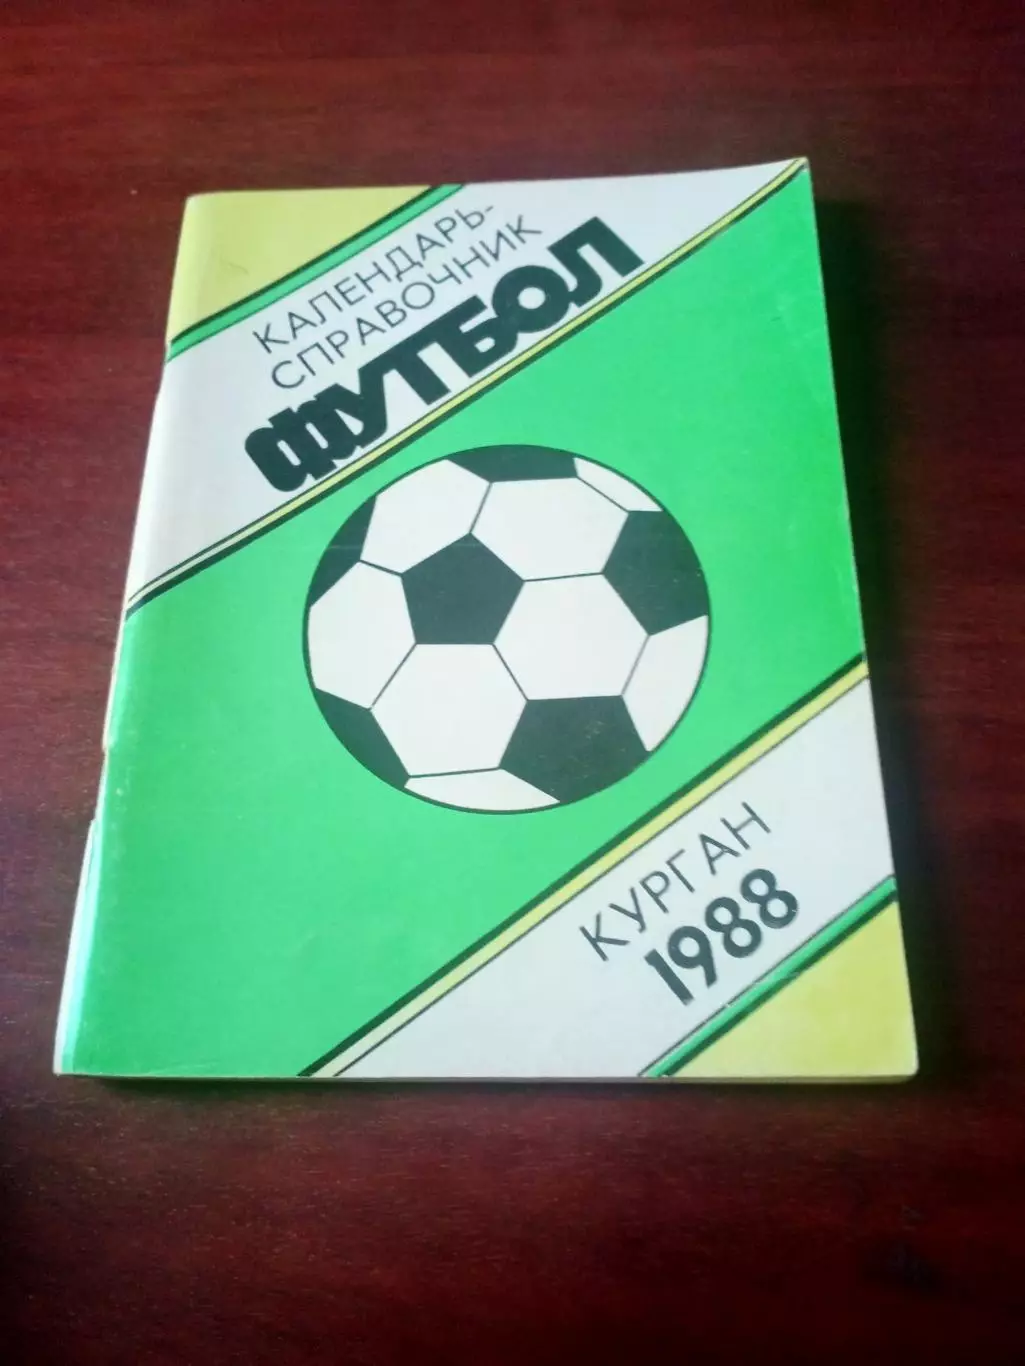 КАЛЕНДАРЬ-
СПРАВОЧНИК
ФУТБОЛ
КУРГАН
1988